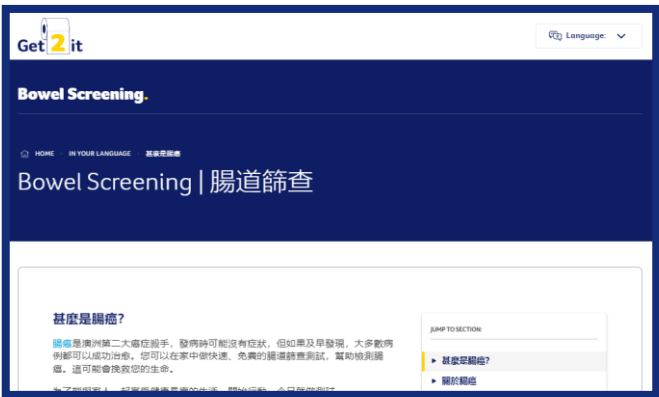 Get 2 it
Language:
Bowel Screening.
HOME IN YOUR LANGUAGE 甚麼是腸癌
Bowel Screening | 腸道篩查
甚麼是腸癌?
腸癌是澳洲第二大癌症殺手，發病時可能沒有症狀，但如果及早發現，大多數病
例都可以成功治愈。您可以在家中做快速、免費的腸道篩查測試，幫助檢測腸
癌。這可能會挽救您的生命。
JUMP TO SECTION:
甚麼是腸癌?
關於腸癌